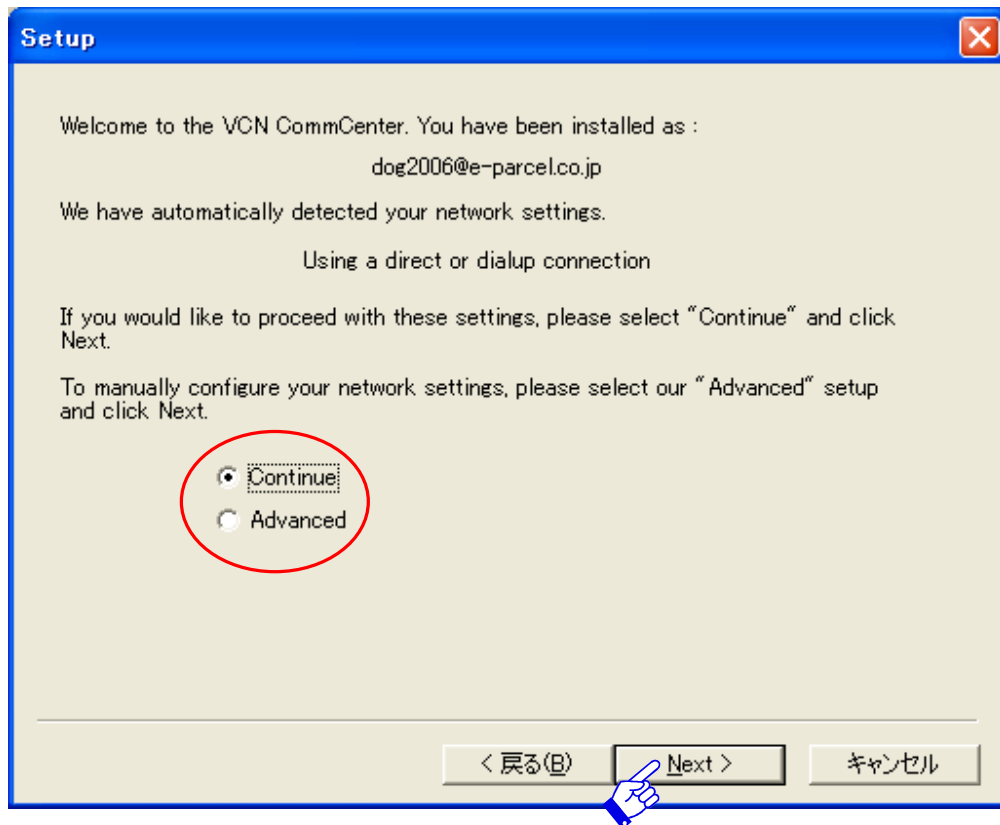 Setup
Welcome to the VCN CommCenter. You have been installed as :
dog2006@e-parcel.co.jp
We have automatically detected your network settings.
Using a direct or dialup connection
If you would like to proceed with these settings, please select "Continue" and click
Next.
To manually configure your network settings, please select our "Advanced" setup
and click Next.
Continue
Advanced
< 戻る(B) Next > キャンセル